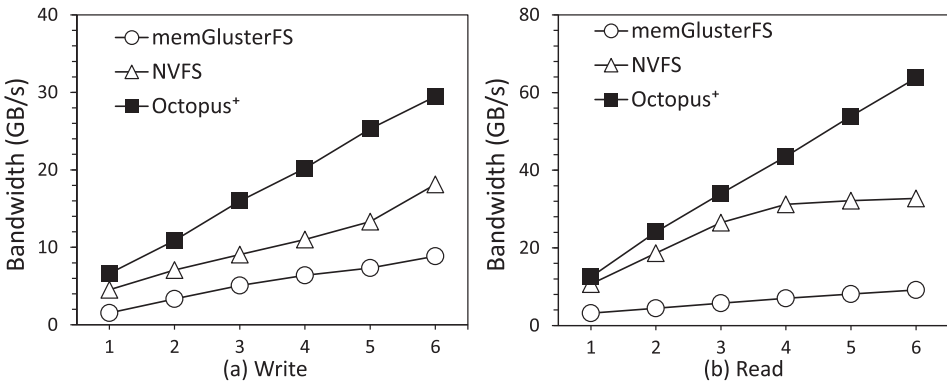 Bandwidth (GB/s)
40
30
20
10
0
memGlusterFS
NVFS
Octopus⁺
1 2 3 4 5 6
(a) Write
Bandwidth (GB/s)
80
60
40
20
0
memGlusterFS
NVFS
Octopus⁺
1 2 3 4 5 6
(b) Read